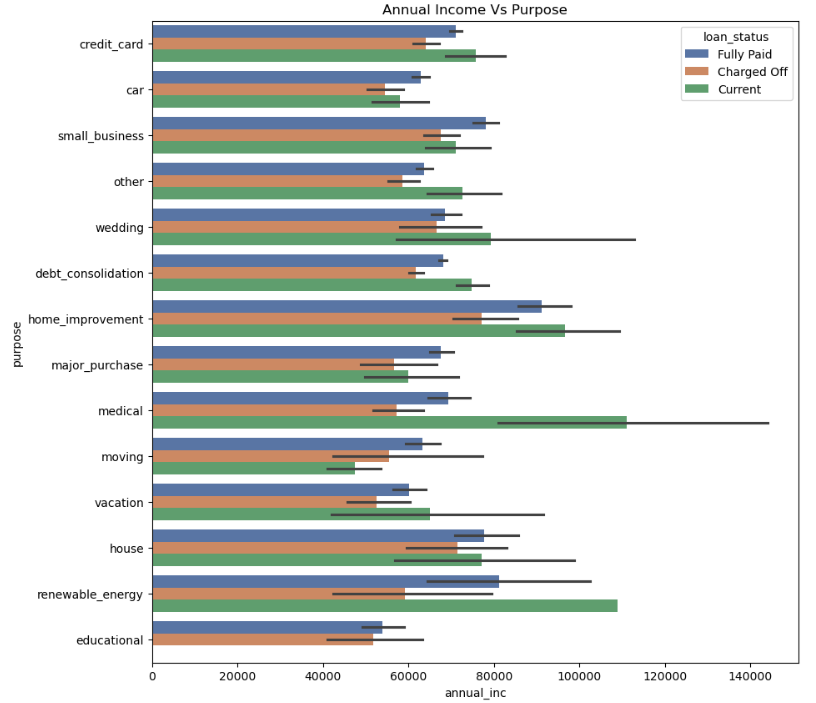 Annual Income Vs Purpose
loan_status
Fully Paid
Charged Off
Current
purpose
credit_card
car
small_business
other
wedding
debt_consolidation
home_improvement
major_purchase
medical
moving
vacation
house
renewable_energy
educational
0 20000 40000 60000 80000 100000 120000 140000
annual_inc